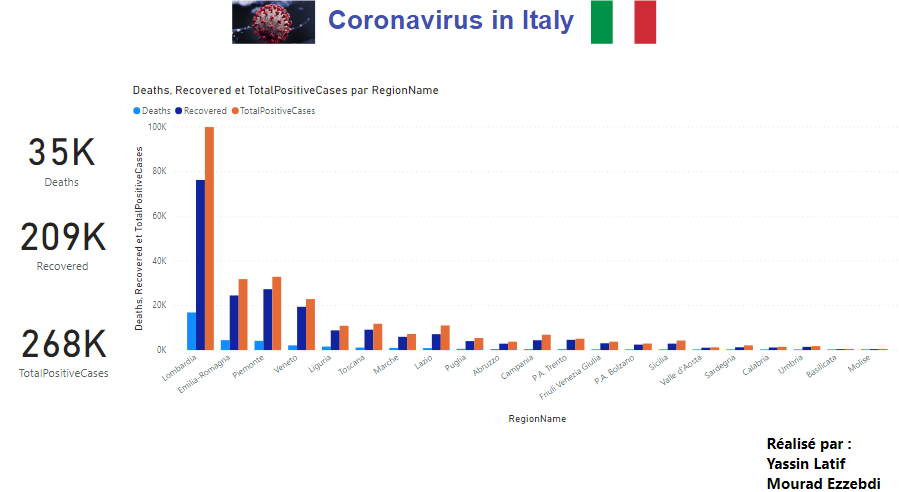 Coronavirus in Italy
Deaths, Recovered et TotalPositiveCases par RegionName
Deaths Recovered TotalPositiveCases
35K
Deaths
209K
Recovered
268K
TotalPositiveCases
Deaths, Recovered et TotalPositiveCases
100K
80K
60K
40K
20K
0K
Lombardia
Emilia-Romagna
Piemonte
Veneto
Liguria
Toscana
Marche
Lazio
Puglia
Abruzzo
Campania
P.A. Trento
Friuli Venezia Giulia
P.A. Bolzano
Sicilia
Valle d'Aosta
Sardegna
Calabria
Umbria
Basilicata
Molise
RegionName
Réalisé par :
Yassin Latif
Mourad Ezzebdi